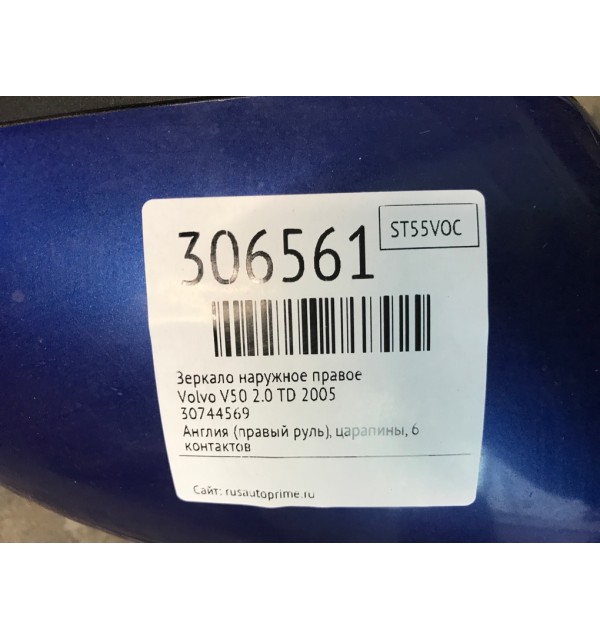 306561
ST55VOC
Зеркало наружное правое
Volvo V50 2.0 TD 2005
30744569
Англия (правый руль), царапины, 6
контактов
Сайт: rusautoprime.ru